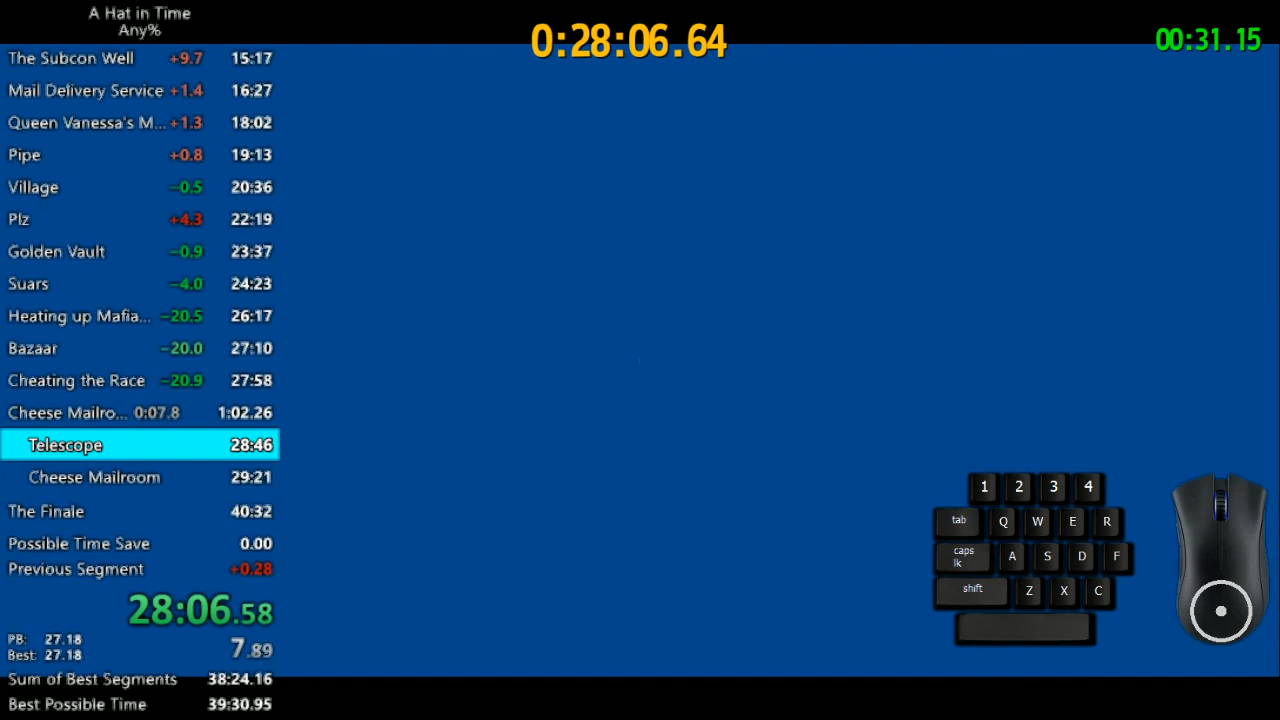 A Hat in Time
Any%
0:28:06.64
00:31.15
The Subcon Well +9.7 15:17
Mail Delivery Service +1.4 16:27
Queen Vanessa's M... +1.3 18:02
Pipe +0.8 19:13
Village −0.5 20:36
Plz +4.3 22:19
Golden Vault −0.9 23:37
Suars −4.0 24:23
Heating up Mafia... −20.5 26:17
Bazaar −20.0 27:10
Cheating the Race −20.9 27:58
Cheese Mailro... 0:07.8 1:02.26
Telescope 28:46
Cheese Mailroom 29:21
The Finale 40:32
Possible Time Save 0.00
Previous Segment +0.28
28:06.58
PB: 27.18
Best: 27.18
7.89
Sum of Best Segments 38:24.16
Best Possible Time 39:30.95
1 2 3 4
tab Q W E R
caps lk A S D F
shift Z X C